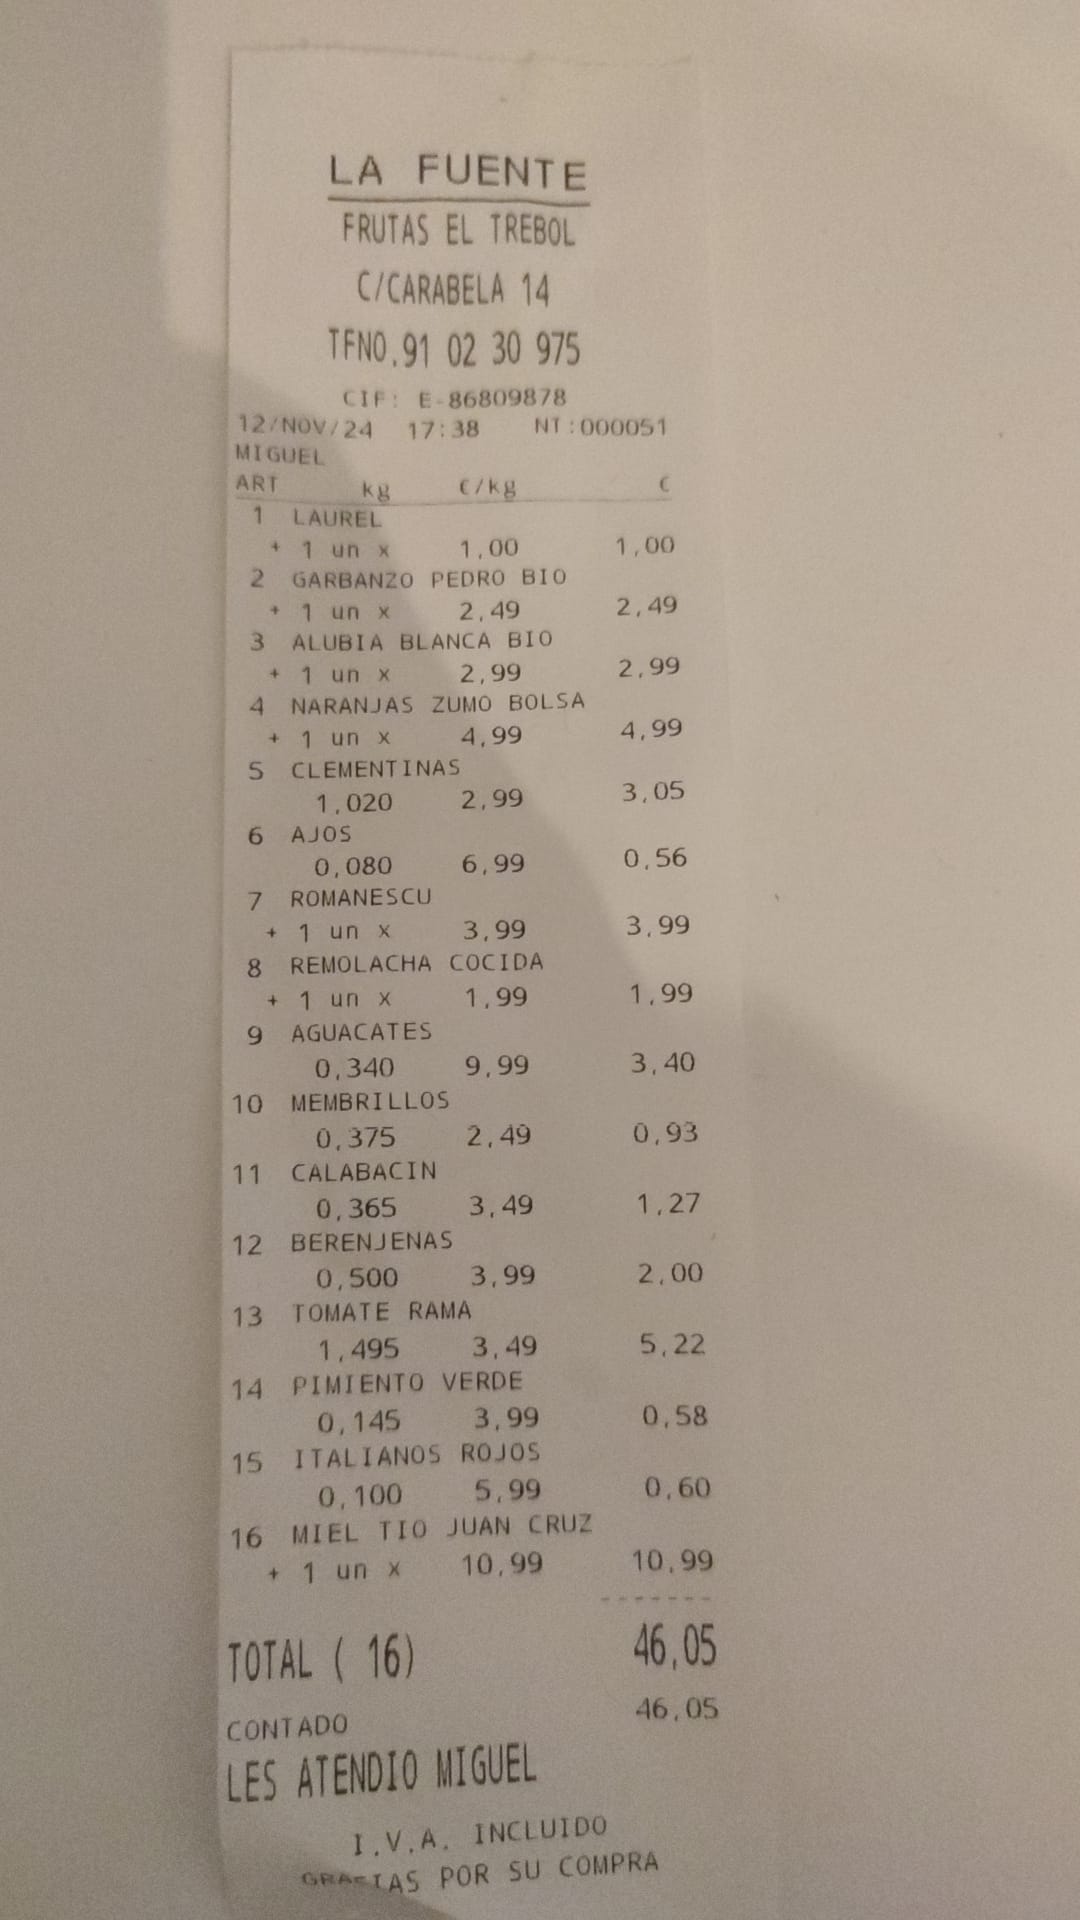 LA FUENTE
FRUTAS EL TREBOL
C/CARABELA 14
TFNO.91 02 30 975
CIF: E-86809878
12/NOV/24 17:38 NT:000051
MIGUEL
ART kg €/kg €
1 LAUREL
+ 1 un x 1,00 1,00
2 GARBANZO PEDRO BIO
+ 1 un x 2,49 2,49
3 ALUBIA BLANCA BIO
+ 1 un x 2,99 2,99
4 NARANJAS ZUMO BOLSA
+ 1 un x 4,99 4,99
5 CLEMENTINAS
1,020 2,99 3,05
6 AJOS
0,080 6,99 0,56
7 ROMANESCU
+ 1 un x 3,99 3,99
8 REMOLACHA COCIDA
+ 1 un x 1,99 1,99
9 AGUACATES
0,340 9,99 3,40
10 MEMBRILLOS
0,375 2,49 0,93
11 CALABACIN
0,365 3,49 1,27
12 BERENJENAS
0,500 3,99 2,00
13 TOMATE RAMA
1,495 3,49 5,22
14 PIMIENTO VERDE
0,145 3,99 0,58
15 ITALIANOS ROJOS
0,100 5,99 0,60
16 MIEL TIO JUAN CRUZ
+ 1 un x 10,99 10,99
-------
TOTAL ( 16) 46,05
CONTADO 46,05
LES ATENDIO MIGUEL
I.V.A. INCLUIDO
GRACIAS POR SU COMPRA